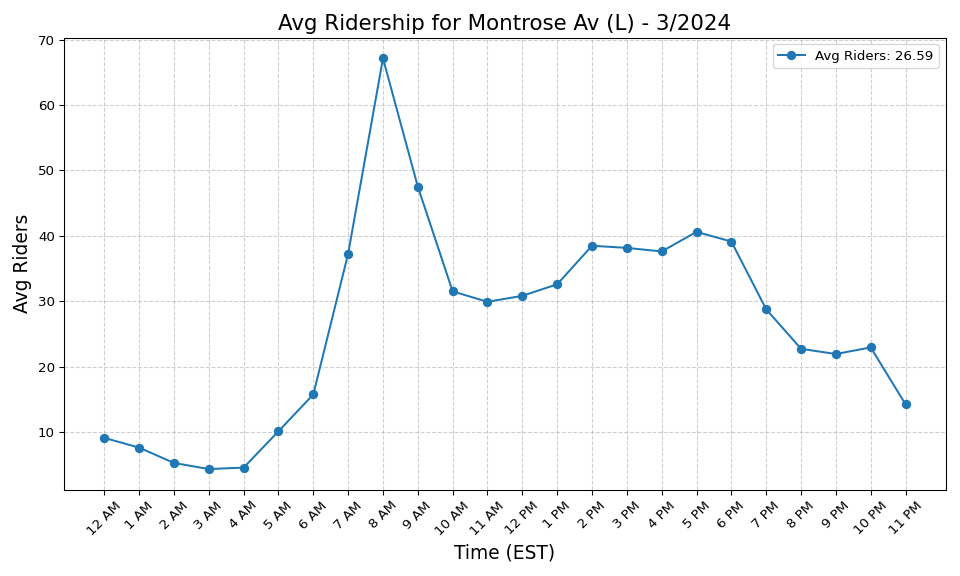 Avg Ridership for Montrose Av (L) - 3/2024
Avg Riders: 26.59
Avg Riders
70
60
50
40
30
20
10
12 AM
1 AM
2 AM
3 AM
4 AM
5 AM
6 AM
7 AM
8 AM
9 AM
10 AM
11 AM
12 PM
1 PM
2 PM
3 PM
4 PM
5 PM
6 PM
7 PM
8 PM
9 PM
10 PM
11 PM
Time (EST)